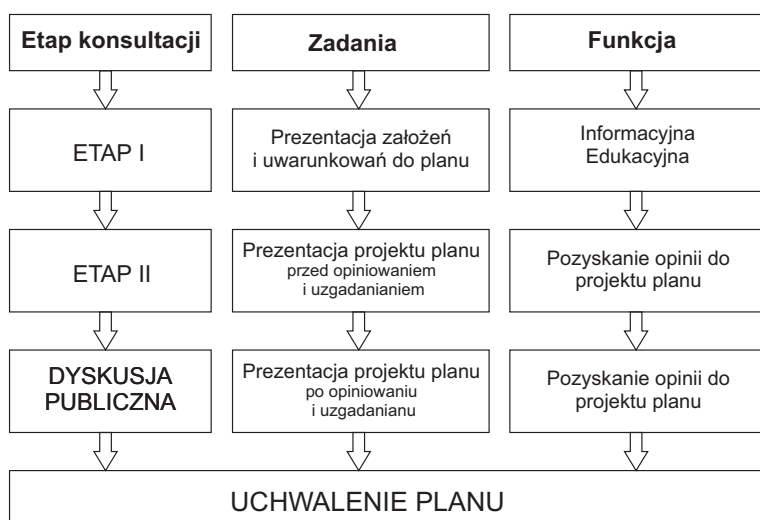 Etap konsultacji
Zadania
Funkcja
ETAP I
Prezentacja założeń
i uwarunkowań do planu
Informacyjna
Edukacyjna
ETAP II
Prezentacja projektu planu
przed opiniowaniem
i uzgadanianiem
Pozyskanie opinii do
projektu planu
DYSKUSJA
PUBLICZNA
Prezentacja projektu planu
po opiniowaniu
i uzgadanianu
Pozyskanie opinii do
projektu planu
UCHWALENIE PLANU